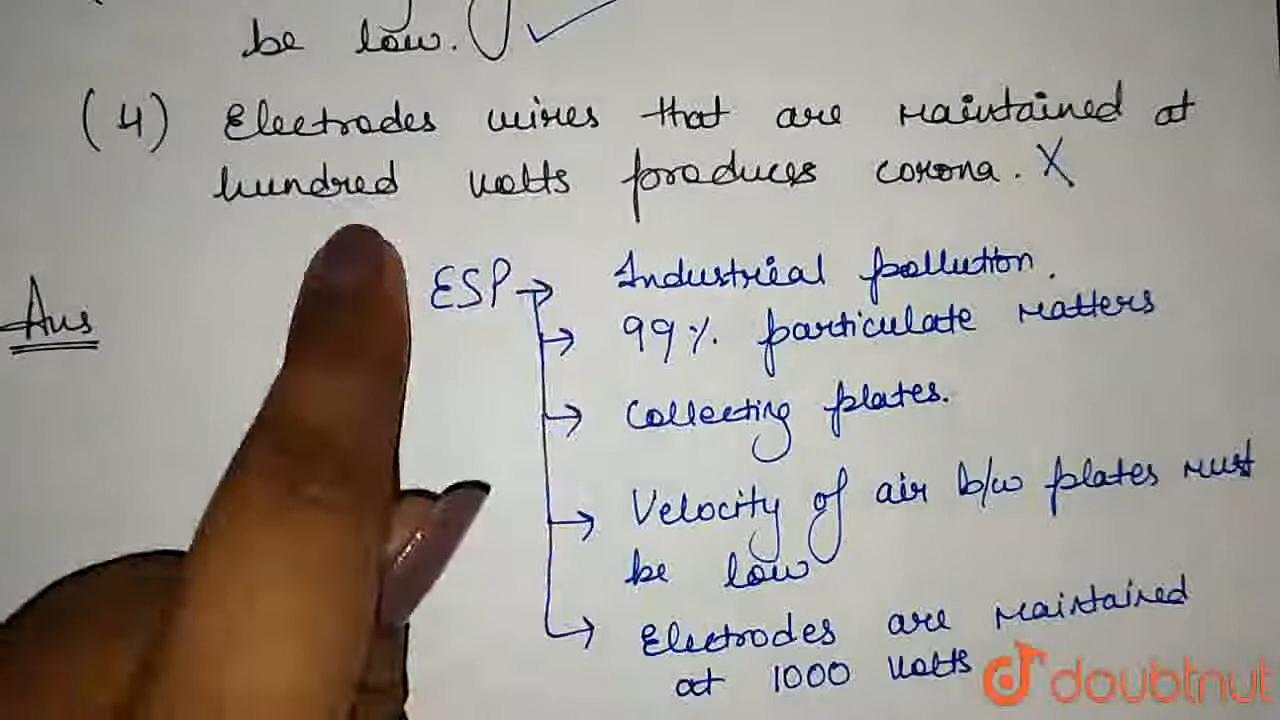 be low.
(4) Electrodes wires that are maintained at
hundred volts produces corona. X
Ans
ESP → Industrial pollution.
→ 99% particulate matters
→ Collecting plates.
→ Velocity of air b/w plates must
be low
→ Electrodes are maintained
at 1000 volts
doubtnut